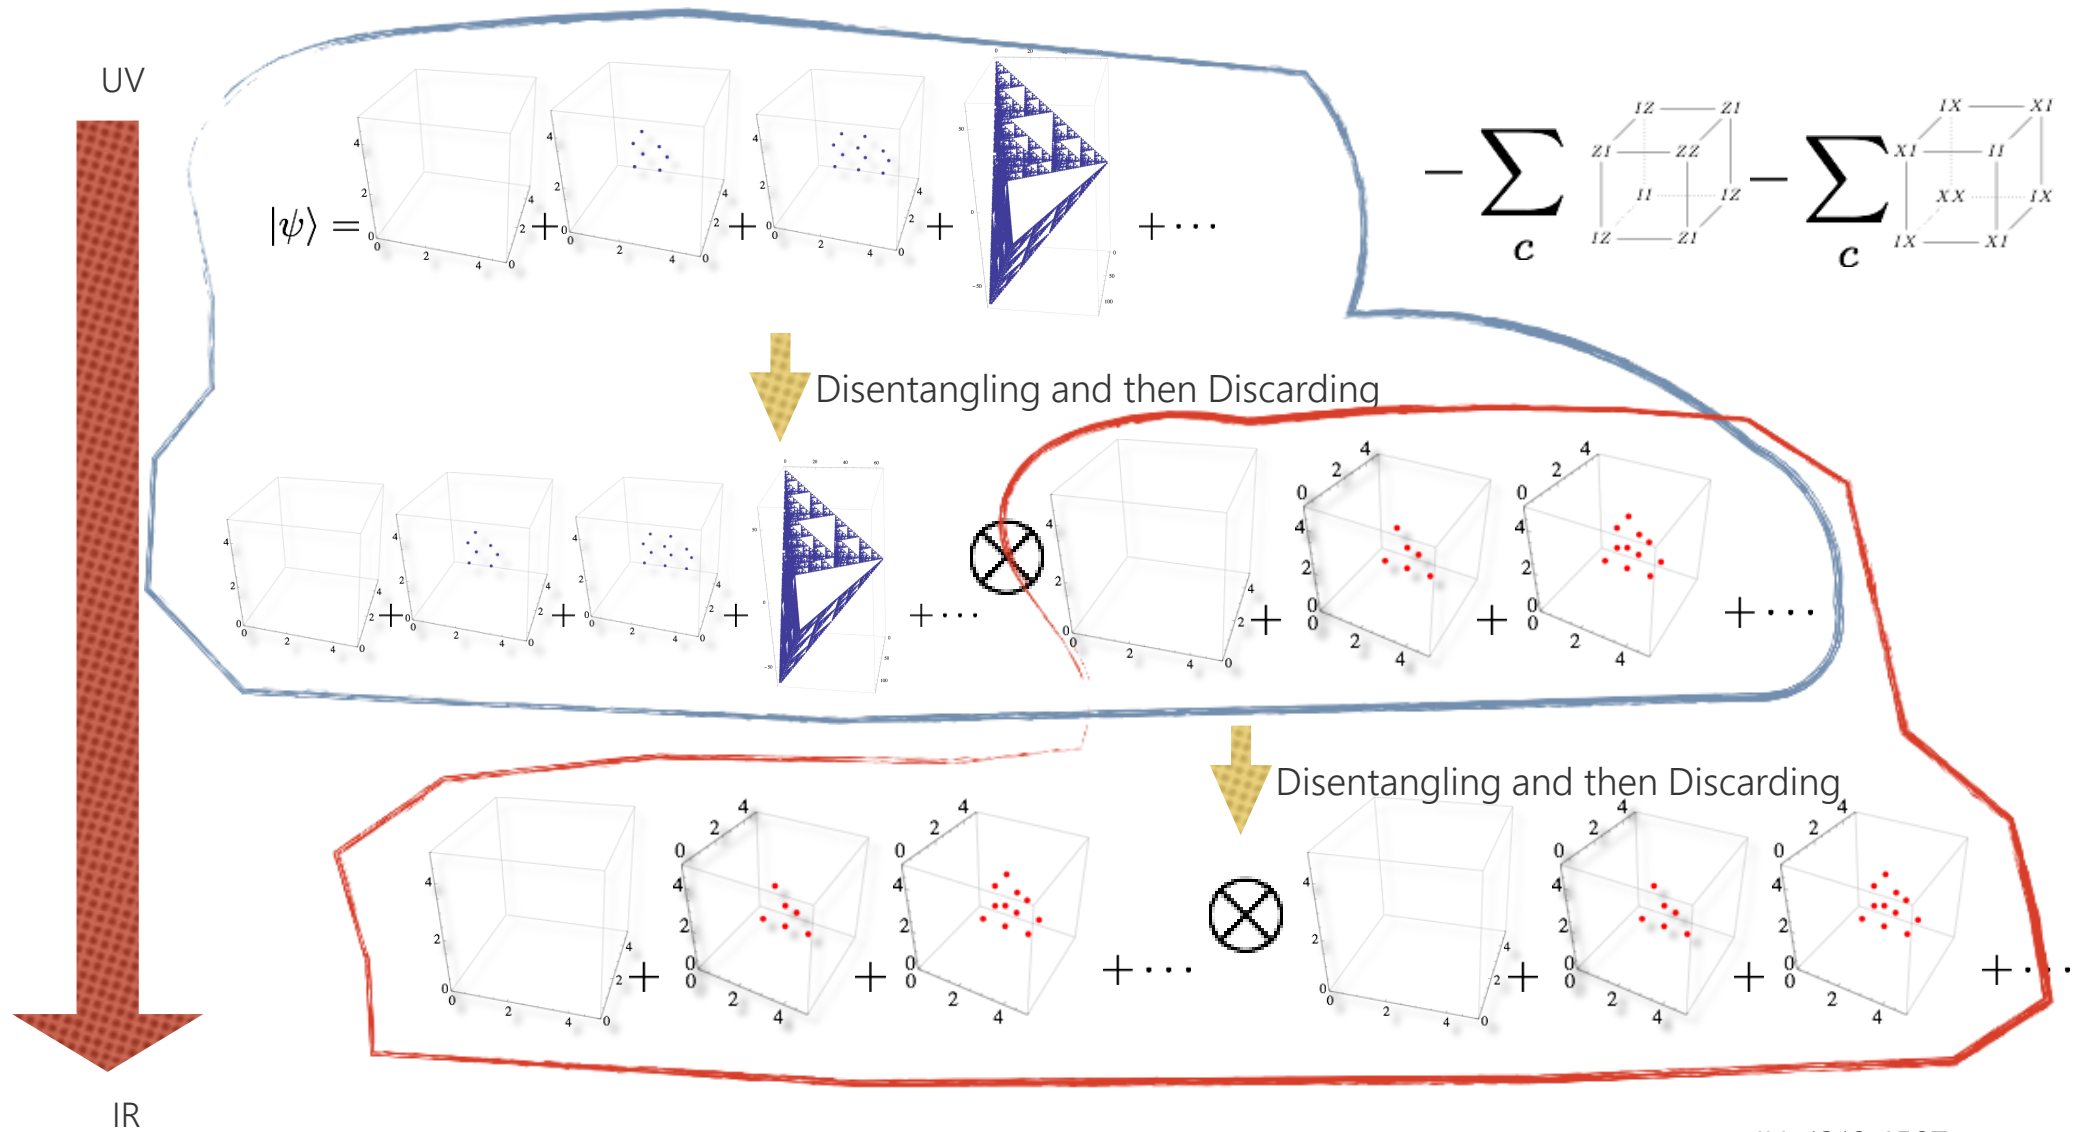 UV
|ψ⟩ = + + + + ···
− ∑ c − ∑ c
IZ ZI
ZI ZZ
II IZ
IZ ZI
IX XI
XI II
XX IX
IX XI
Disentangling and then Discarding
+ + + + ··· ⊗ + + + ···
Disentangling and then Discarding
+ + + ··· ⊗ + + + ···
IR